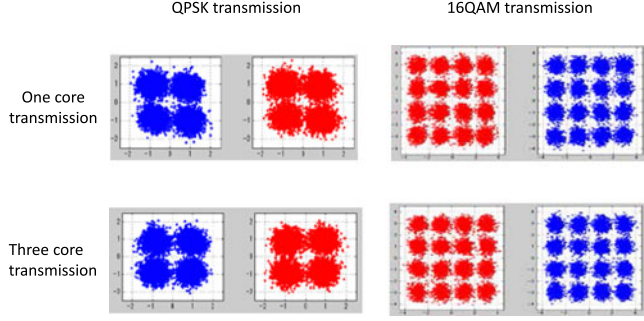 QPSK transmission
16QAM transmission
One core
transmission
Three core
transmission